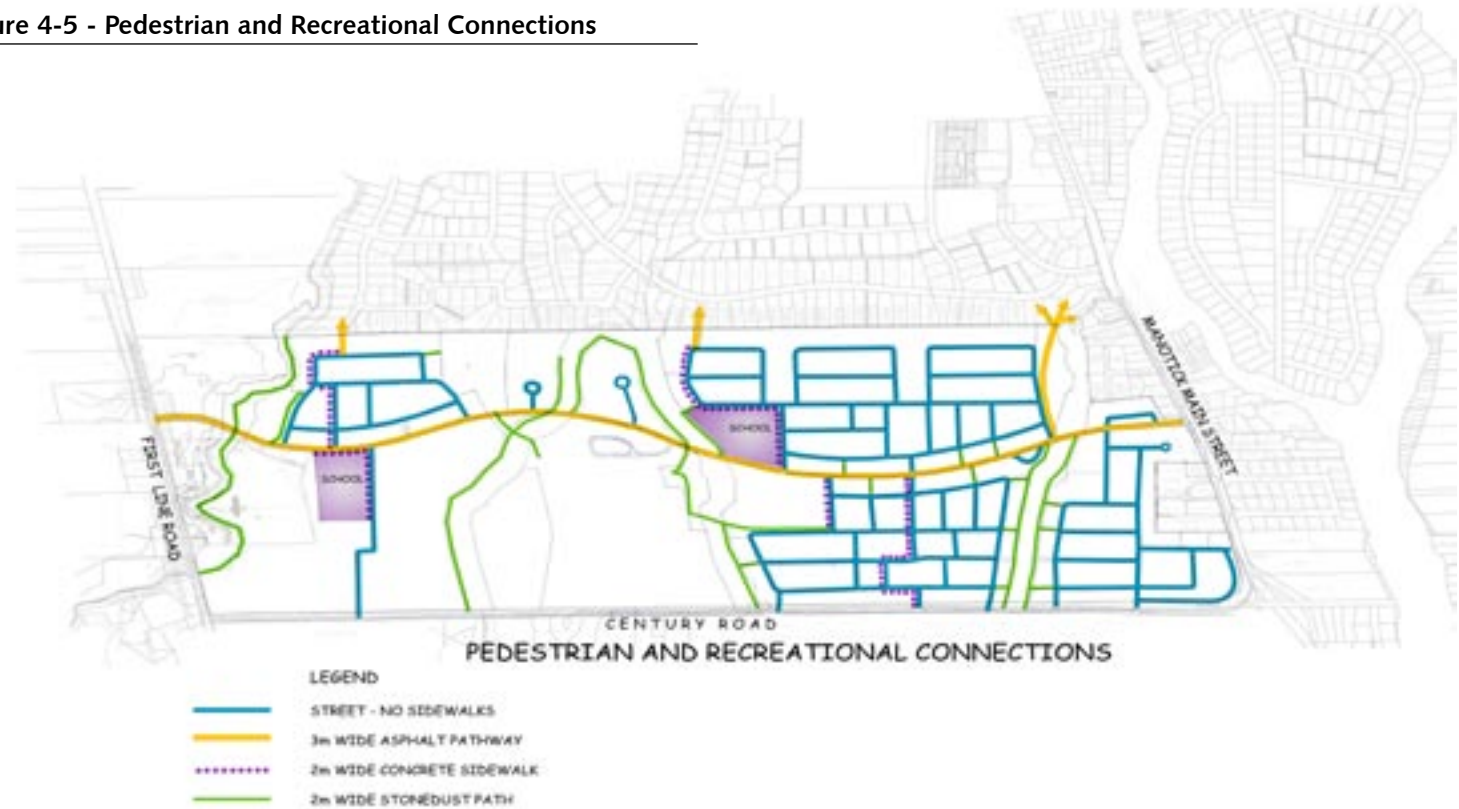 ure 4-5 - Pedestrian and Recreational Connections
MANOTICK MAIN STREET
FIRST LINE ROAD
SCHOOL
SCHOOL
CENTURY ROAD
PEDESTRIAN AND RECREATIONAL CONNECTIONS
LEGEND
STREET - NO SIDEWALKS
3m WIDE ASPHALT PATHWAY
2m WIDE CONCRETE SIDEWALK
2m WIDE STONEDUST PATH